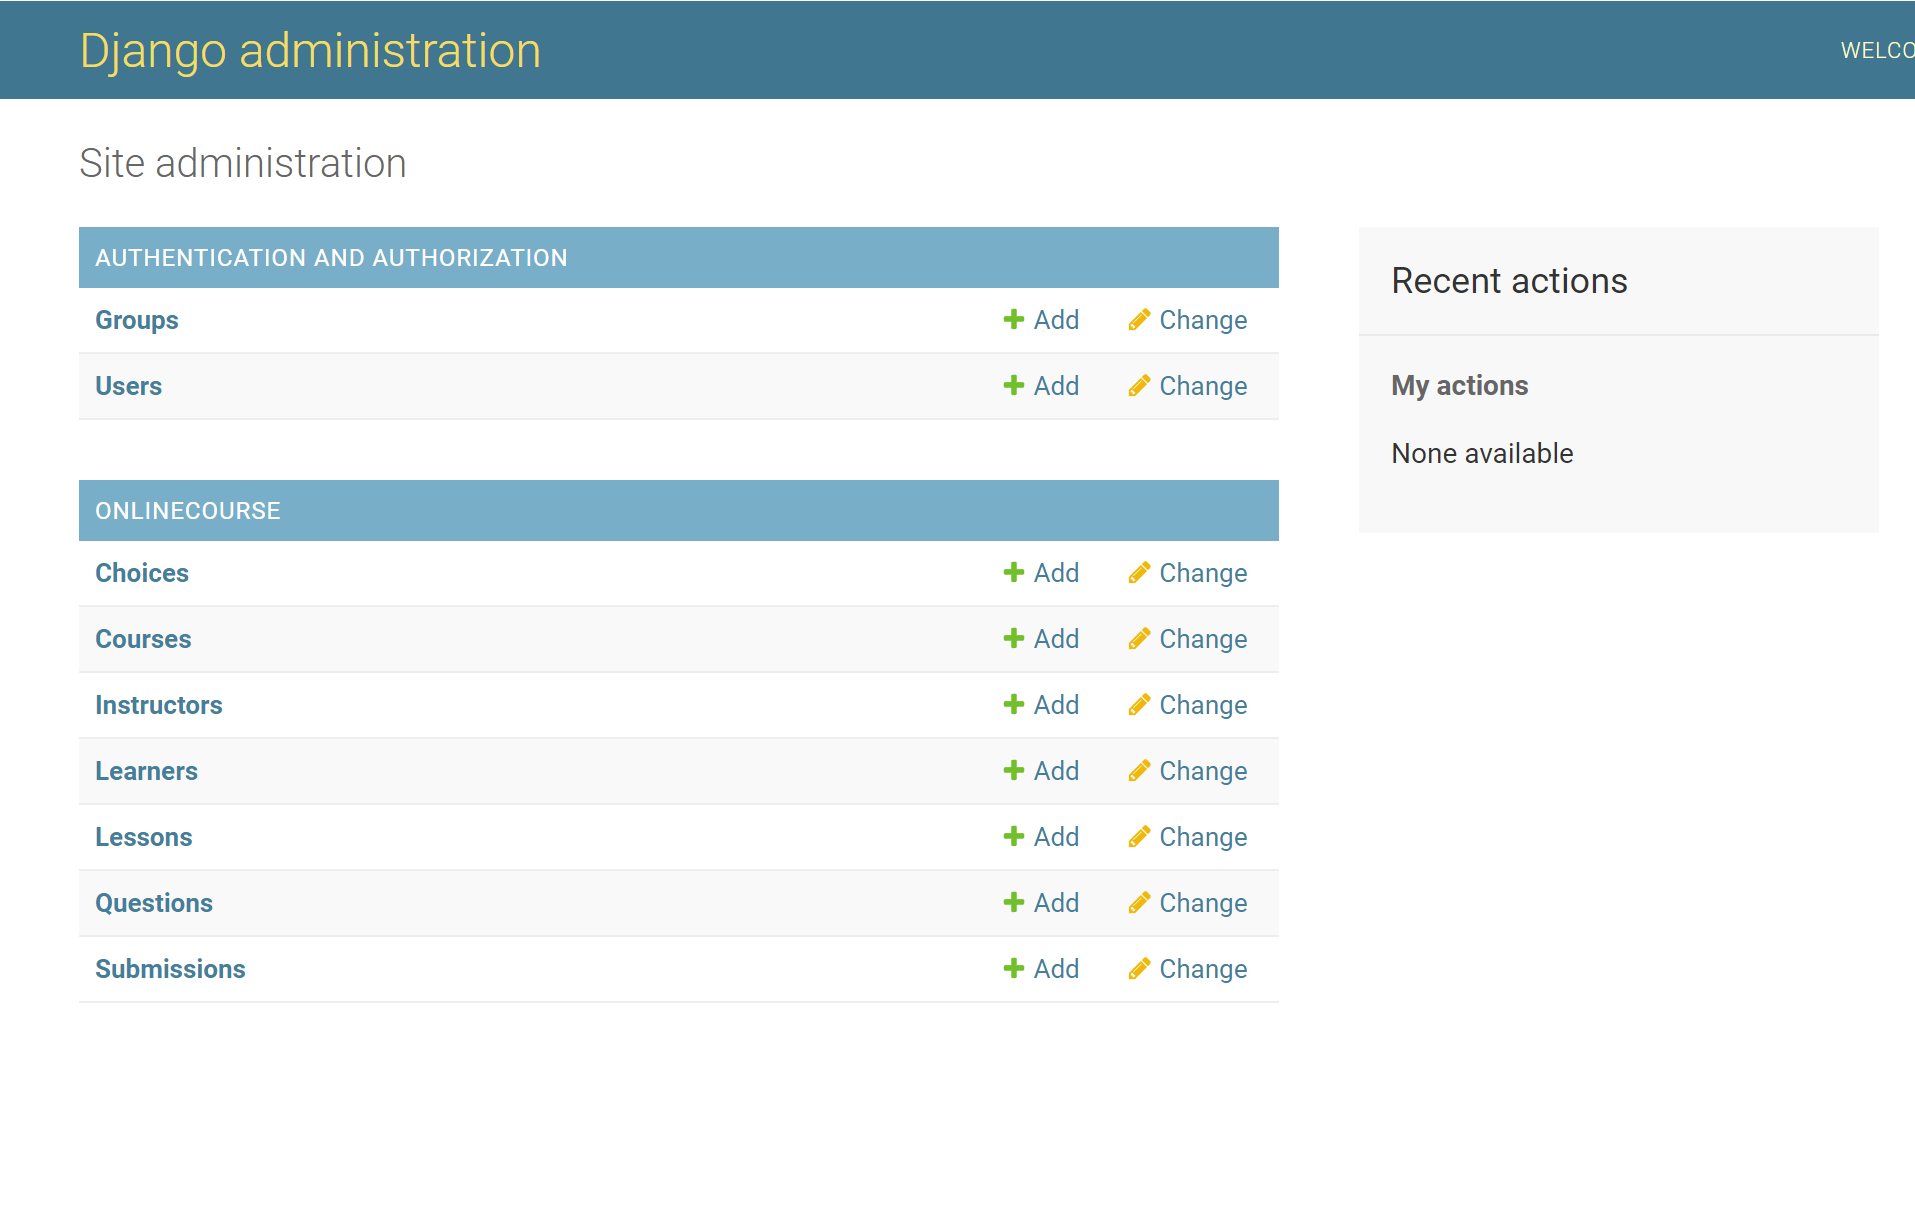 Django administration
WELCO
Site administration
AUTHENTICATION AND AUTHORIZATION
Groups Add Change
Users Add Change
ONLINECOURSE
Choices Add Change
Courses Add Change
Instructors Add Change
Learners Add Change
Lessons Add Change
Questions Add Change
Submissions Add Change
Recent actions
My actions
None available